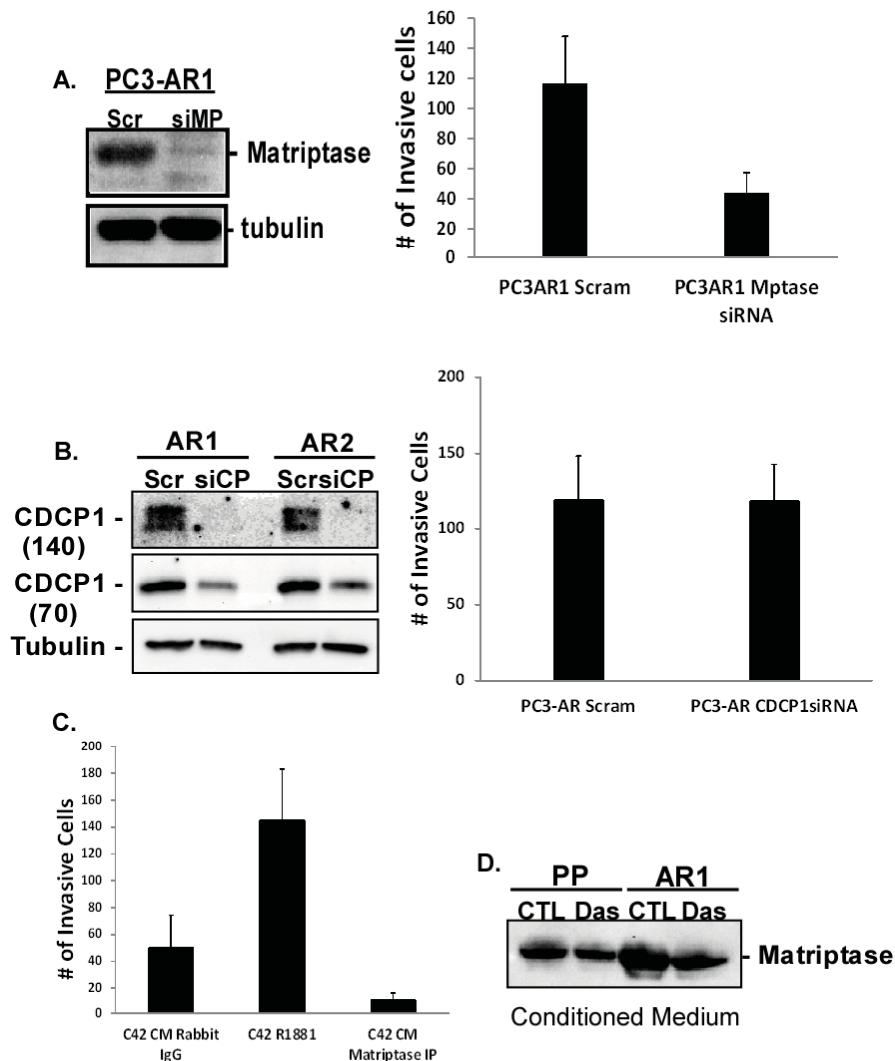 A.
PC3-AR1
Scr siMP
- Matriptase
- tubulin
# of Invasive cells
160
140
120
100
80
60
40
20
0
PC3AR1 Scram
PC3AR1 Mptase
siRNA
B.
AR1 AR2
Scr siCP ScrsiCP
CDCP1 -
(140)
CDCP1 -
(70)
Tubulin -
# of Invasive Cells
200
150
100
50
0
PC3-AR Scram
PC3-AR CDCP1siRNA
C.
# of Invasive Cells
200
180
160
140
120
100
80
60
40
20
0
C42 CM Rabbit
IgG
C42 R1881
C42 CM
Matriptase IP
D.
PP AR1
CTL Das CTL Das
- Matriptase
Conditioned Medium